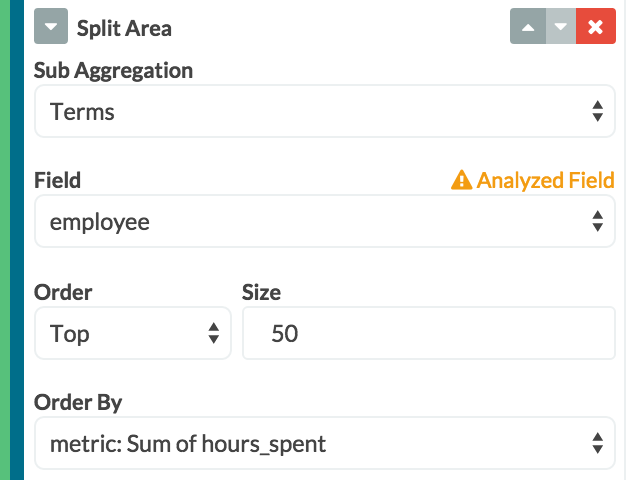 Split Area
Sub Aggregation
Terms
Field Analyzed Field
employee
Order Size
Top 50
Order By
metric: Sum of hours_spent